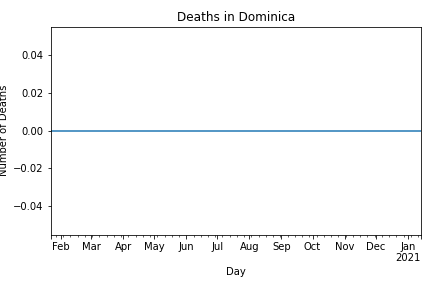 Deaths in Dominica
Number of Deaths
0.04
0.02
0.00
−0.02
−0.04
Feb Mar Apr May Jun Jul Aug Sep Oct Nov Dec Jan
2021
Day